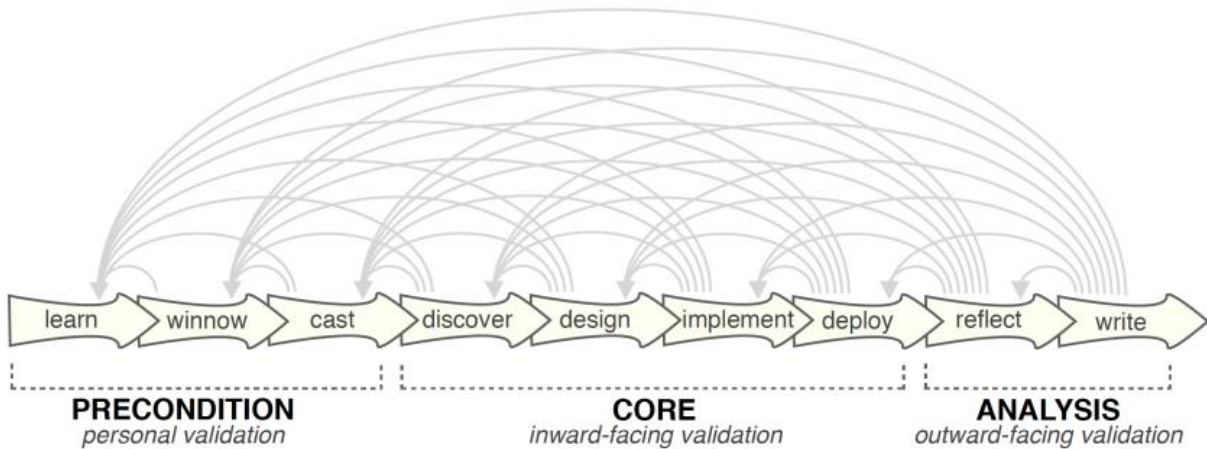 learn winnow cast discover design implement deploy reflect write
PRECONDITION CORE ANALYSIS
personal validation inward-facing validation outward-facing validation